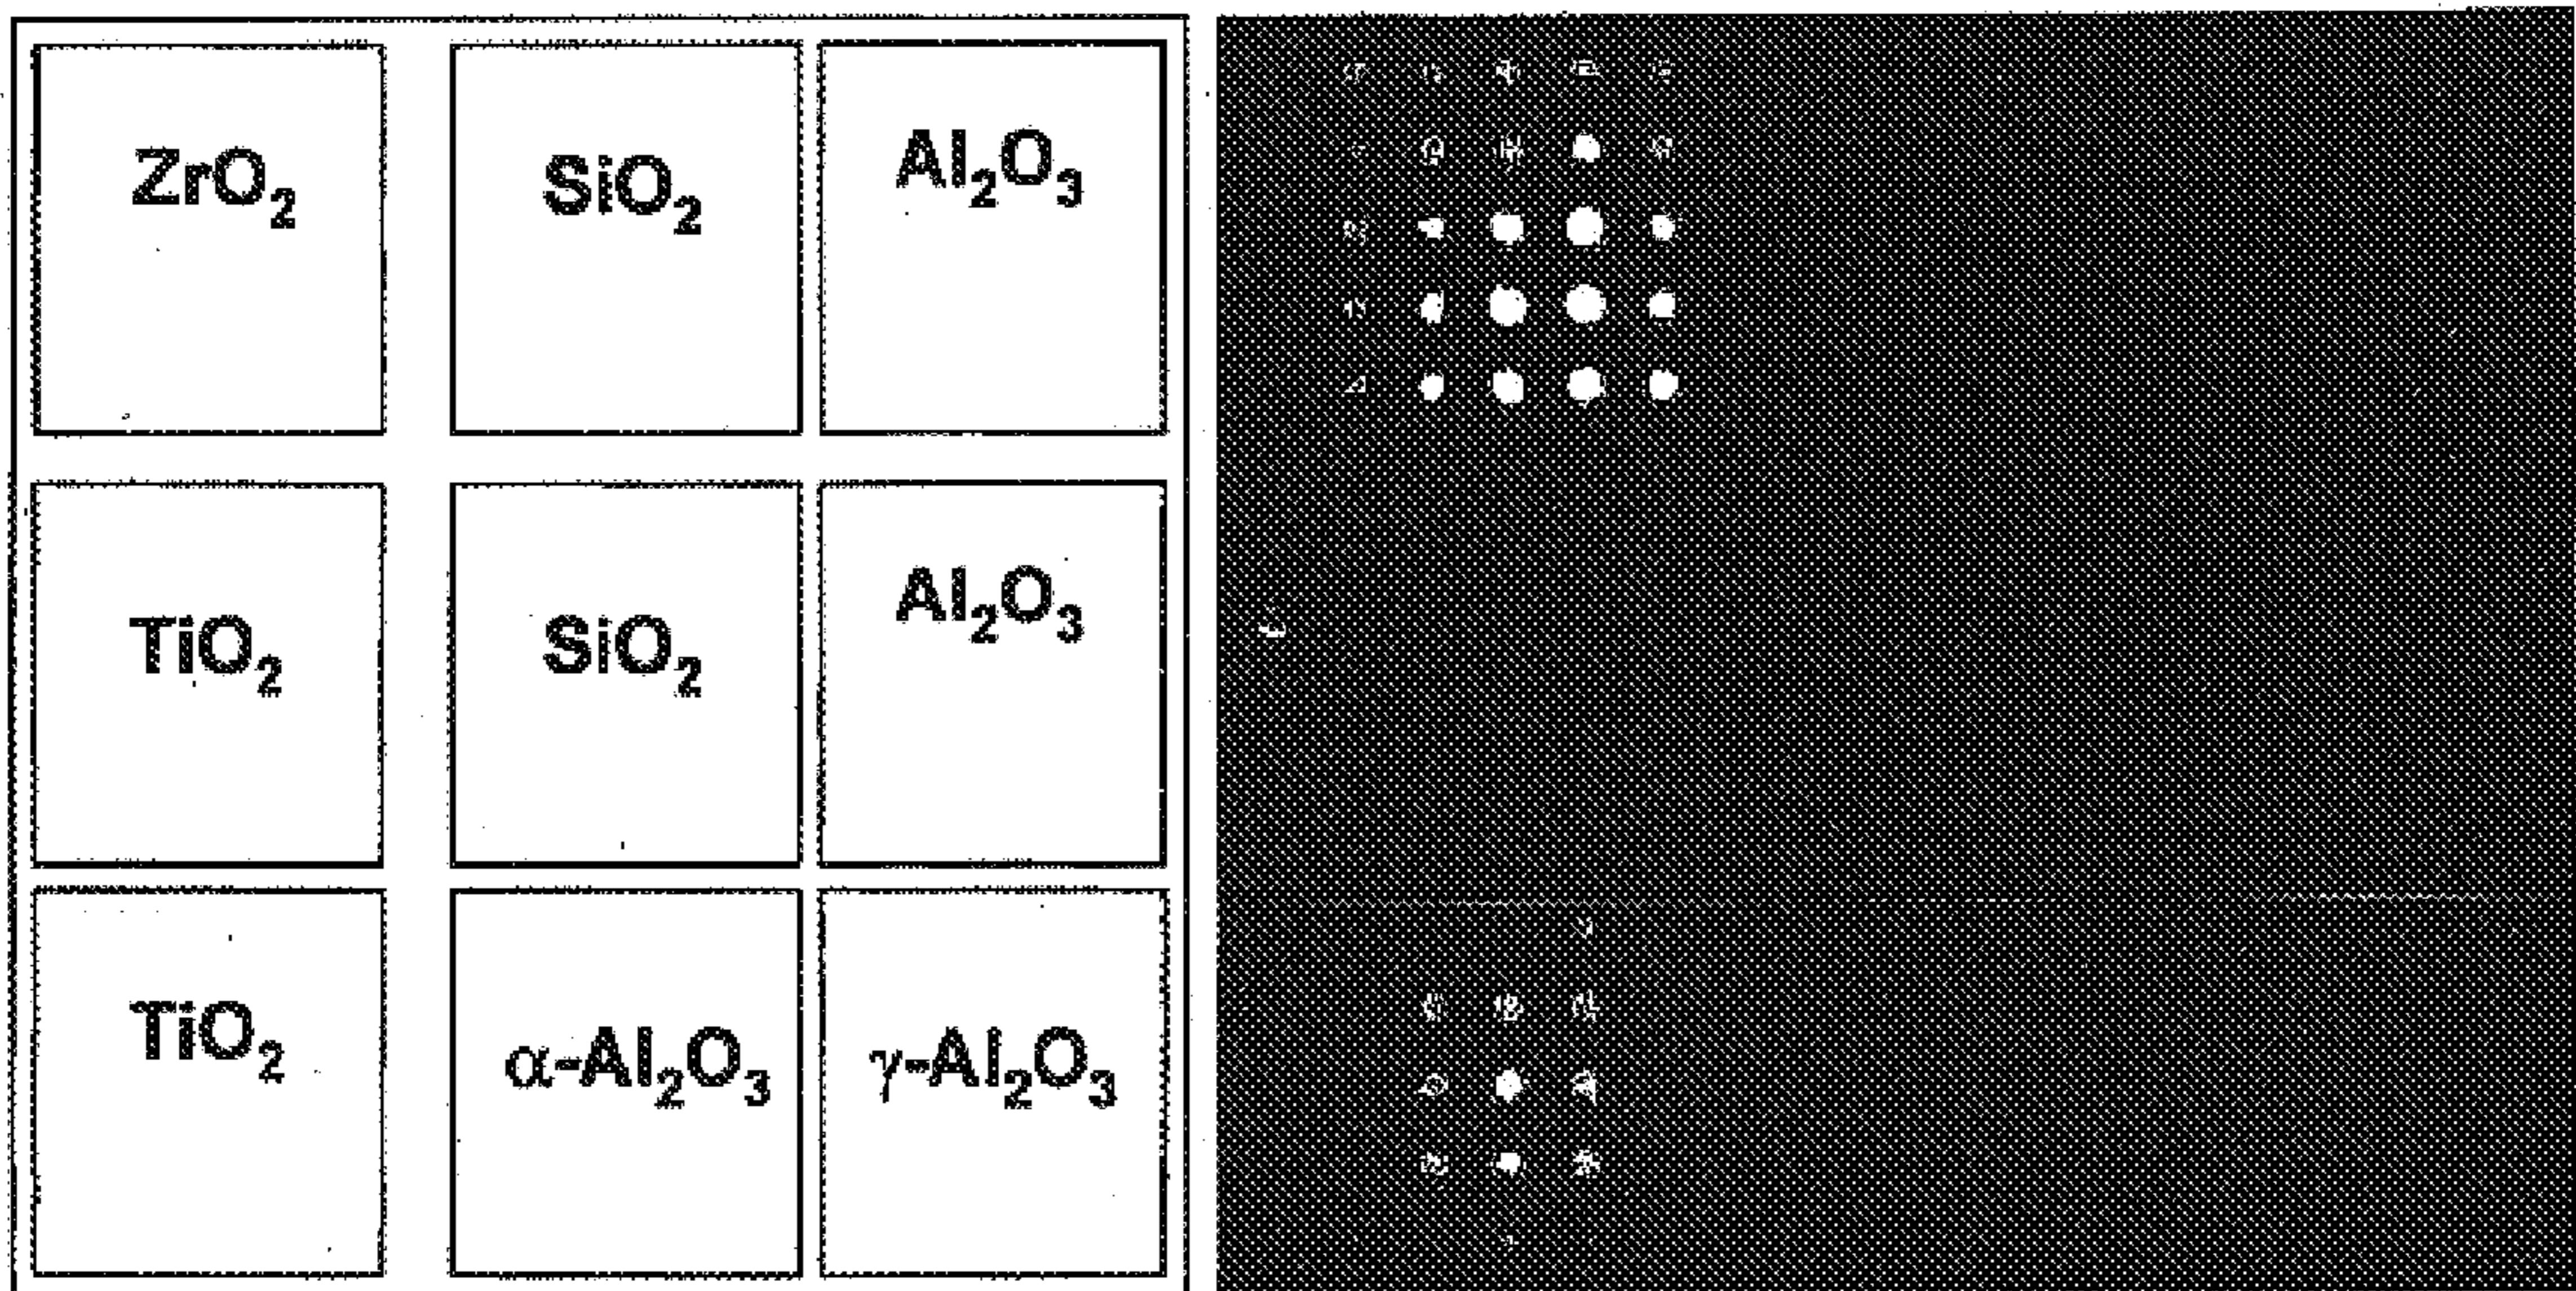 ZrO₂ SiO₂ Al₂O₃
TiO₂ SiO₂ Al₂O₃
TiO₂ α-Al₂O₃ γ-Al₂O₃